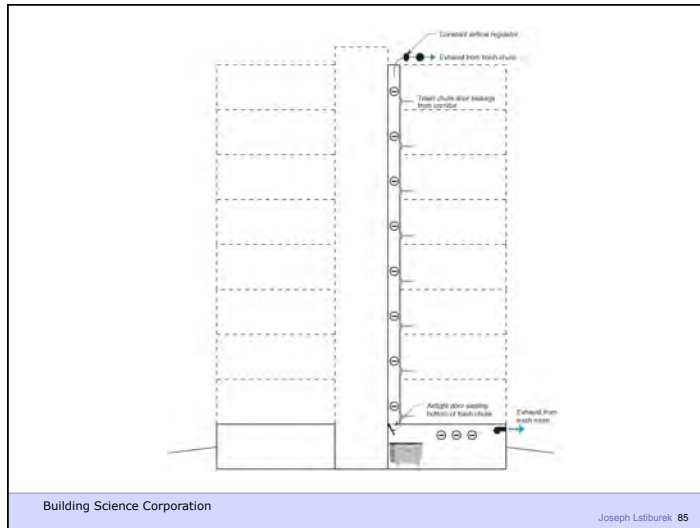 Constant airflow regulator
Exhaust from trash chute
Trash chute door leakage
from corridor
Airtight door sealing
bottom of trash chute
Exhaust from
trash room
Building Science Corporation
Joseph Lstiburek 85